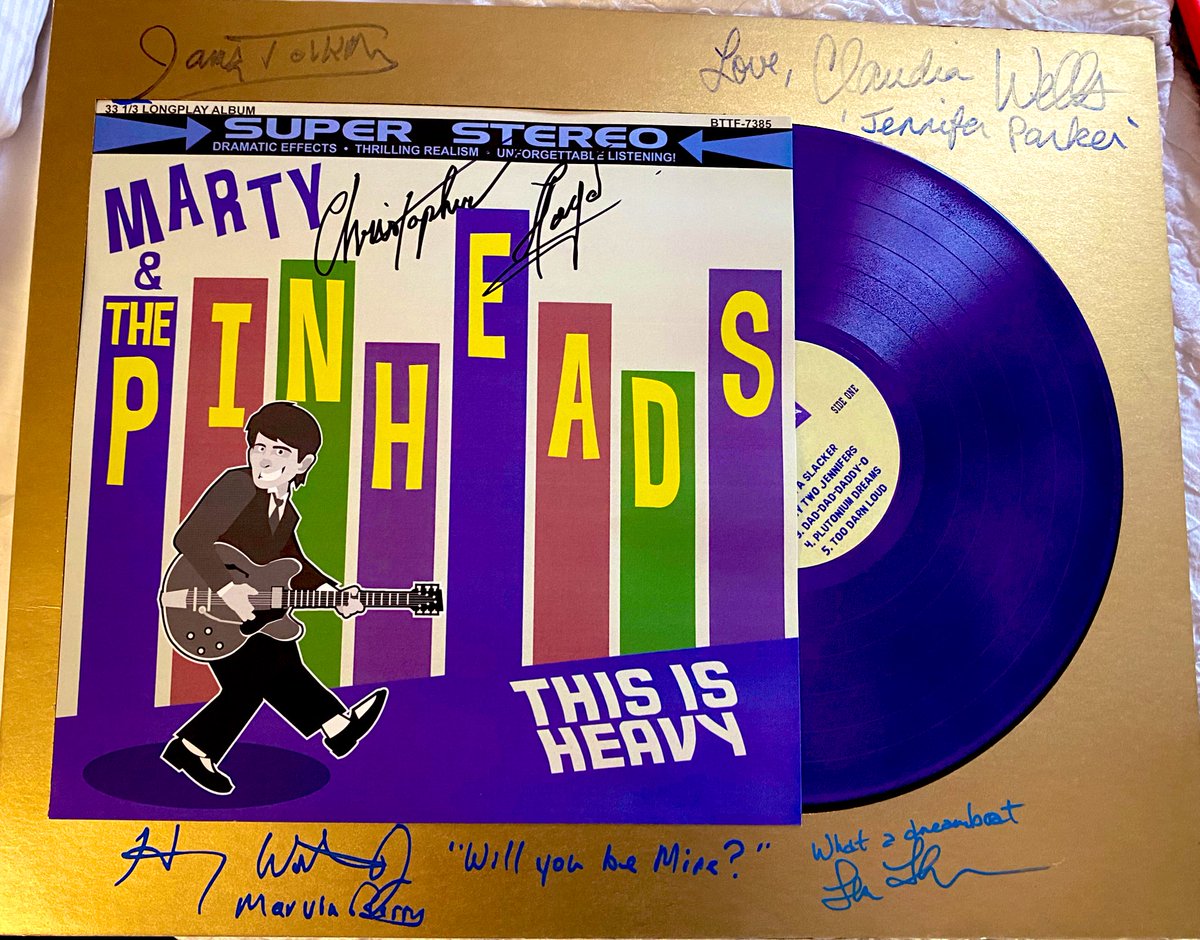 Love, Claudia Wells
'Jennifer Parker'
33 1/3 LONGPLAY ALBUM
BTTF-7385
SUPER STEREO
DRAMATIC EFFECTS • THRILLING REALISM • UNFORGETTABLE LISTENING!
MARTY
Christopher Lloyd
&
THE
PINHEADS
SIDE ONE
A SLACKER
TWO JENNIFERS
3. DAD-DAD-DADDY-O
4. PLUTONIUM DREAMS
5. TOO DARN LOUD
THIS IS
HEAVY
What a dreamboat
Harry "Will you be Mine?"
Marvin Berry